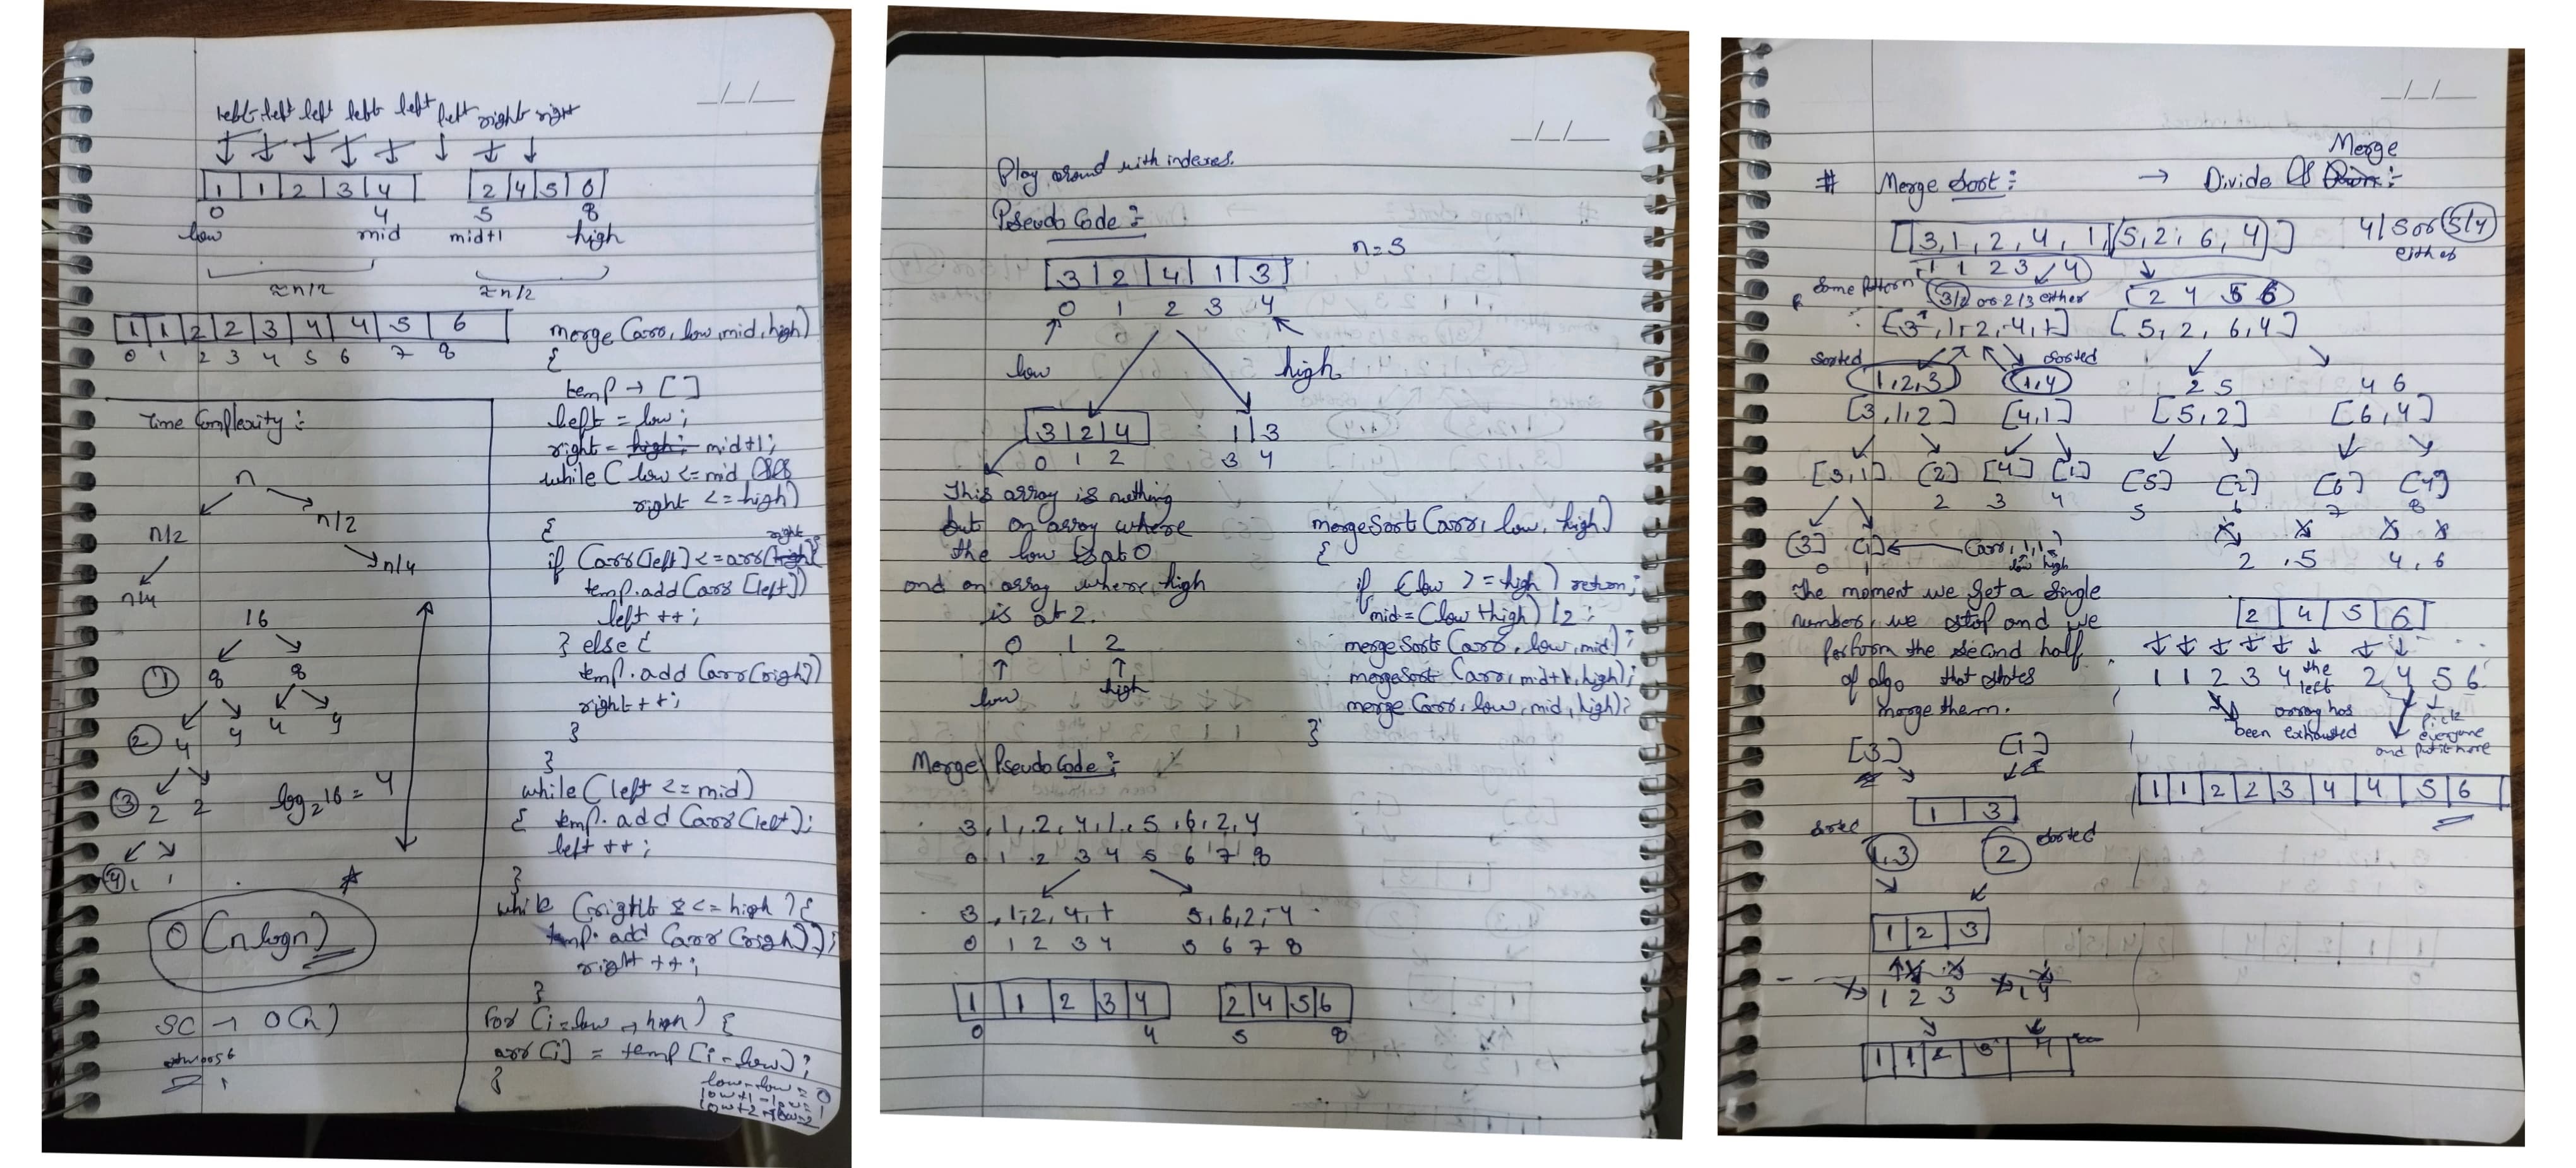 left left left left left left right right
1 1 2 3 4 2 4 5 6
0 4 5 8
low mid mid+1 high
≈n/2 ≈n/2
1 1 2 2 3 4 4 5 6
0 1 2 3 4 5 6 7 8
merge (arr, low, mid, high)
{
temp → [ ]
left = low;
right = high; mid+1;
while ( low <= mid &&
right <= high)
{
right
if (arr[left] <= arr[high]{
temp.add (arr [left])
left ++;
} else {
temp. add (arr[right])
right ++;
}
}
while (left <= mid)
{ temp. add (arr[left];
left ++;
}
while (right <= high) {
temp. add (arr [right]);
right ++;
}
for (i = low → high) {
arr [i] = temp [i - low];
}
low - low = 0
low+1 - low = 1
low+2 - low = 2
Time Complexity :
n
n/2 n/2
n/4 n/4
16
1 8 8
2 4 4 4 4
3 2 2 log₂16 = 4
4 1 1
O (n logn)
SC → O(n)
Play around with indexes.
Pseudo Code :
n=5
3 2 4 1 3
0 1 2 3 4
low high
3 2 4 1 3
0 1 2 3 4
This array is nothing
but an array where
the low is at 0
and an array where high
is at 2.
0 1 2
low high
mergeSort (arr, low, high)
{
if (low >= high) return;
mid = (low + high) / 2;
mergeSort (arr, low, mid);
mergeSort (arr, mid+1, high);
merge (arr, low, mid, high);
}
Merge Pseudo Code :
3, 1, 2, 4, 1, 5, 6, 2, 4
0 1 2 3 4 5 6 7 8
3, 1, 2, 4, 1 5, 6, 2, 4
0 1 2 3 4 5 6 7 8
1 1 2 3 4 2 4 5 6
0 4 5 8
Merge
# Merge Sort : → Divide &
[3, 1, 2, 4, 1, 5, 2, 6, 4] 4/5 or 5/4
either
1 1 2 3 4
Same pattern 3/2 or 2/3 either 2 4 5 6
[3, 1, 2, 4, 1] [5, 2, 6, 4]
sorted sorted
1, 2, 3 1, 4 2 5 4 6
[3, 1, 2] [4, 1] [5, 2] [6, 4]
[3, 1] [2] [4] [1] [5] [2] [6] [4]
2 3 4 5 6 7 8
[3] [1] ← (arr, 1, 1)
0 1 low high
2, 5 4, 6
The moment we get a single
number, we stop and we
perform the second half
of algo that states
merge them.
2 4 5 6
1 1 2 3 4 2 4 5 6
the left array has been exhausted
pick everyone and put it here
1 1 2 2 3 4 4 5 6
[3] [1]
1 3
sorted sorted
1, 3 2
1 2 3
1 2 3 1 4
1 1 2 3 4